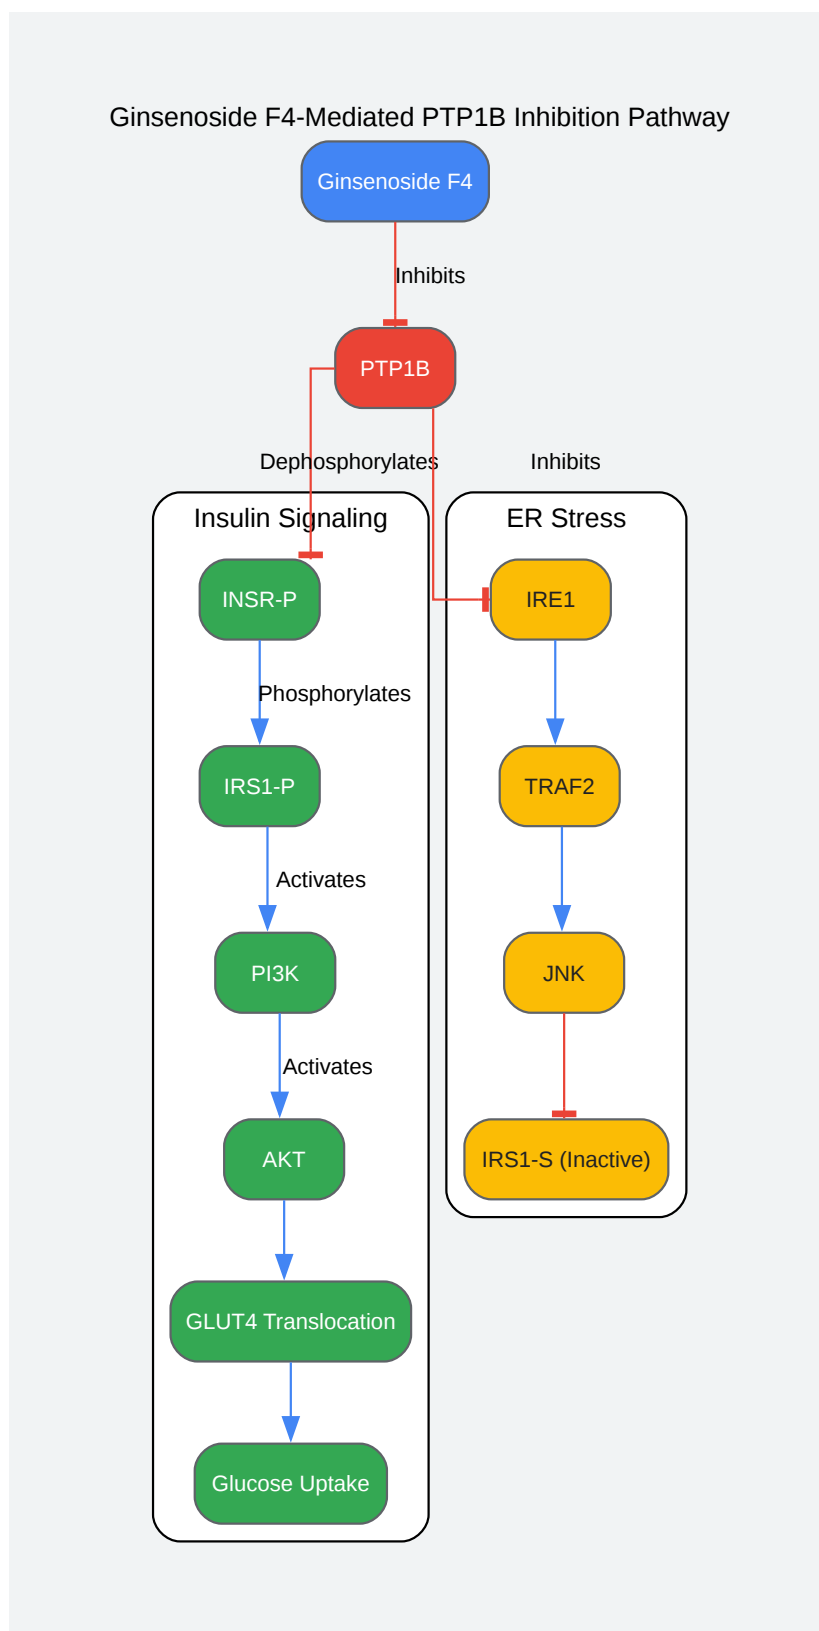 Ginsenoside F4-Mediated PTP1B Inhibition Pathway
Ginsenoside F4
Inhibits
PTP1B
Dephosphorylates
Inhibits
Insulin Signaling
ER Stress
INSR-P
IRE1
Phosphorylates
IRS1-P
TRAF2
Activates
PI3K
JNK
Activates
AKT
IRS1-S (Inactive)
GLUT4 Translocation
Glucose Uptake